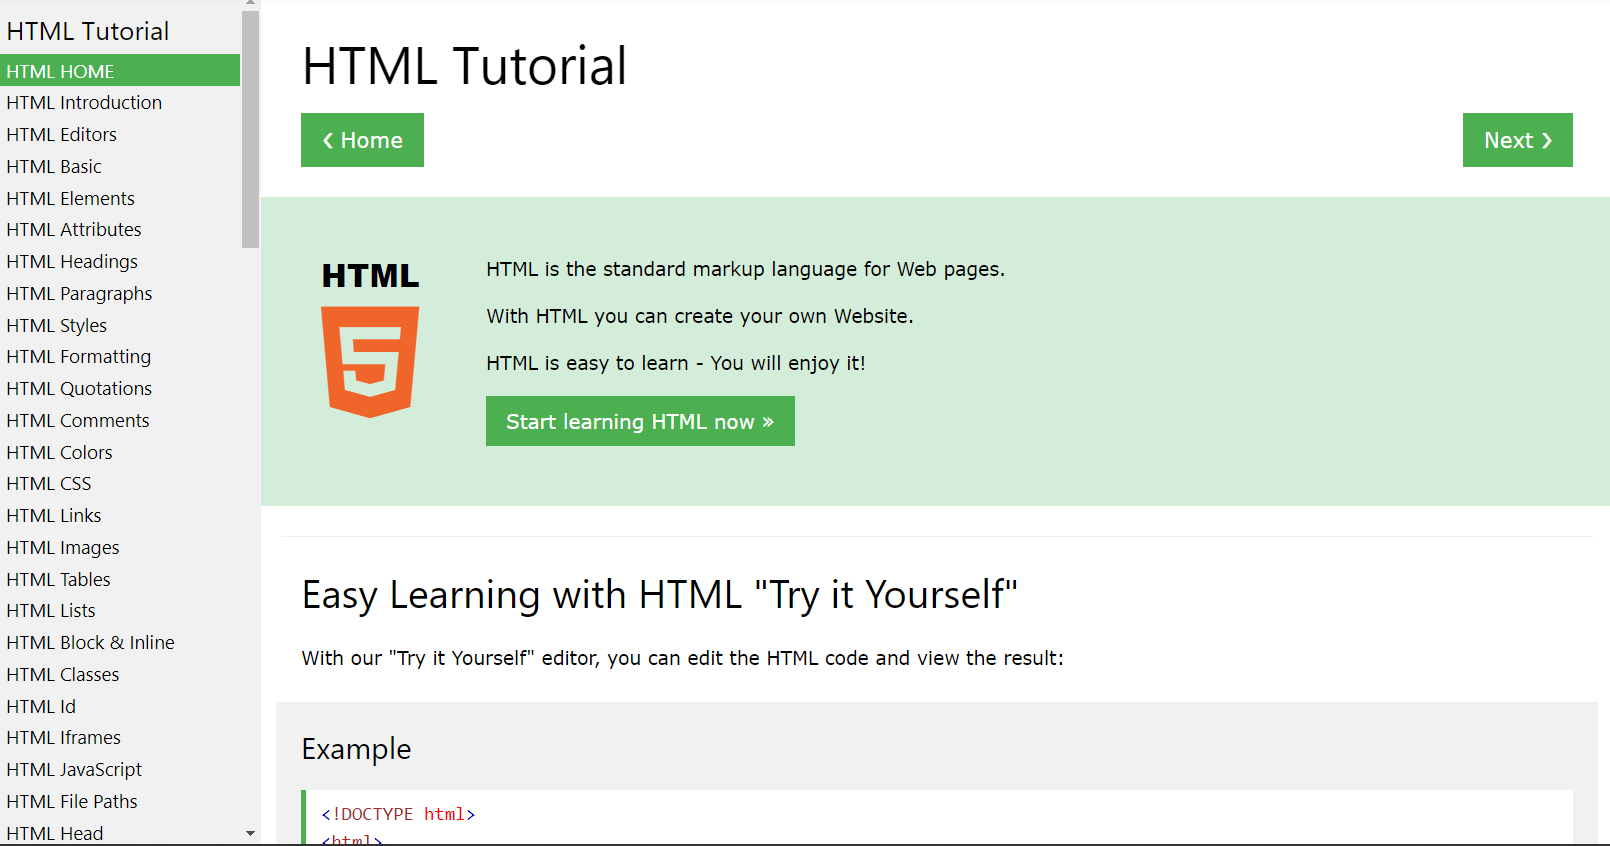 HTML Tutorial
HTML HOME
HTML Introduction
HTML Editors
HTML Basic
HTML Elements
HTML Attributes
HTML Headings
HTML Paragraphs
HTML Styles
HTML Formatting
HTML Quotations
HTML Comments
HTML Colors
HTML CSS
HTML Links
HTML Images
HTML Tables
HTML Lists
HTML Block & Inline
HTML Classes
HTML Id
HTML Iframes
HTML JavaScript
HTML File Paths
HTML Head
HTML Tutorial
❮ Home
Next ❯
HTML
5
HTML is the standard markup language for Web pages.
With HTML you can create your own Website.
HTML is easy to learn - You will enjoy it!
Start learning HTML now »
Easy Learning with HTML "Try it Yourself"
With our "Try it Yourself" editor, you can edit the HTML code and view the result:
Example
<!DOCTYPE html>
<html>